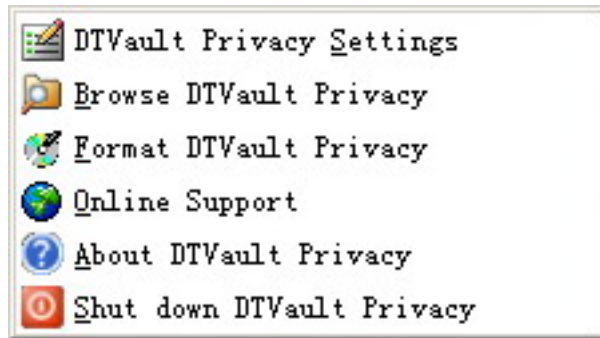 DTVault Privacy Settings
Browse DTVault Privacy
Format DTVault Privacy
Online Support
About DTVault Privacy
Shut down DTVault Privacy